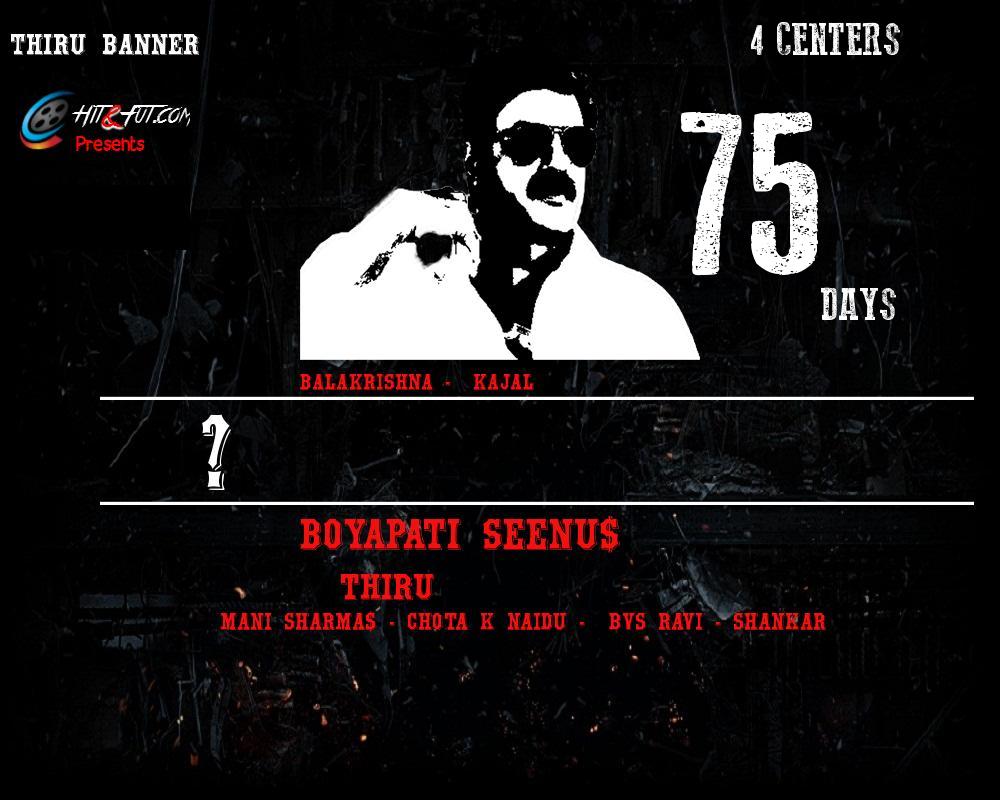 THIRU BANNER
4 CENTERS
HIT&FUT.COM
Presents
75
DAYS
BALAKRISHNA - KAJAL
?
BOYAPATI SEENU$
THIRU
MANI SHARMA$ - CHOTA K NAIDU - BVS RAVI - SHANKAR